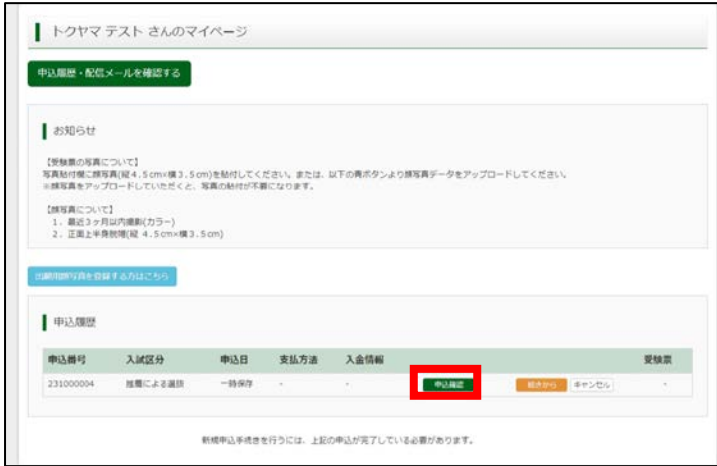 トクヤマ テスト さんのマイページ
申込履歴・配信メールを確認する
お知らせ
【受験票の写真について】
写真貼付欄に顔写真(縦4.5cm×横3.5cm)を貼付してください。または、以下の青ボタンより顔写真データをアップロードしてください。
※顔写真をアップロードしていただくと、写真の貼付が不要になります。
【顔写真について】
1. 最近3ヶ月以内撮影(カラー)
2. 正面上半身脱帽(縦 4.5cm×横3.5cm)
出願用顔写真を登録する方はこちら
申込履歴
申込番号 入試区分 申込日 支払方法 入金情報 受験票
231000004 推薦による選抜 一時保存 - - 申込確認 続きから キャンセル -
新規申込手続きを行うには、上記の申込が完了している必要があります。